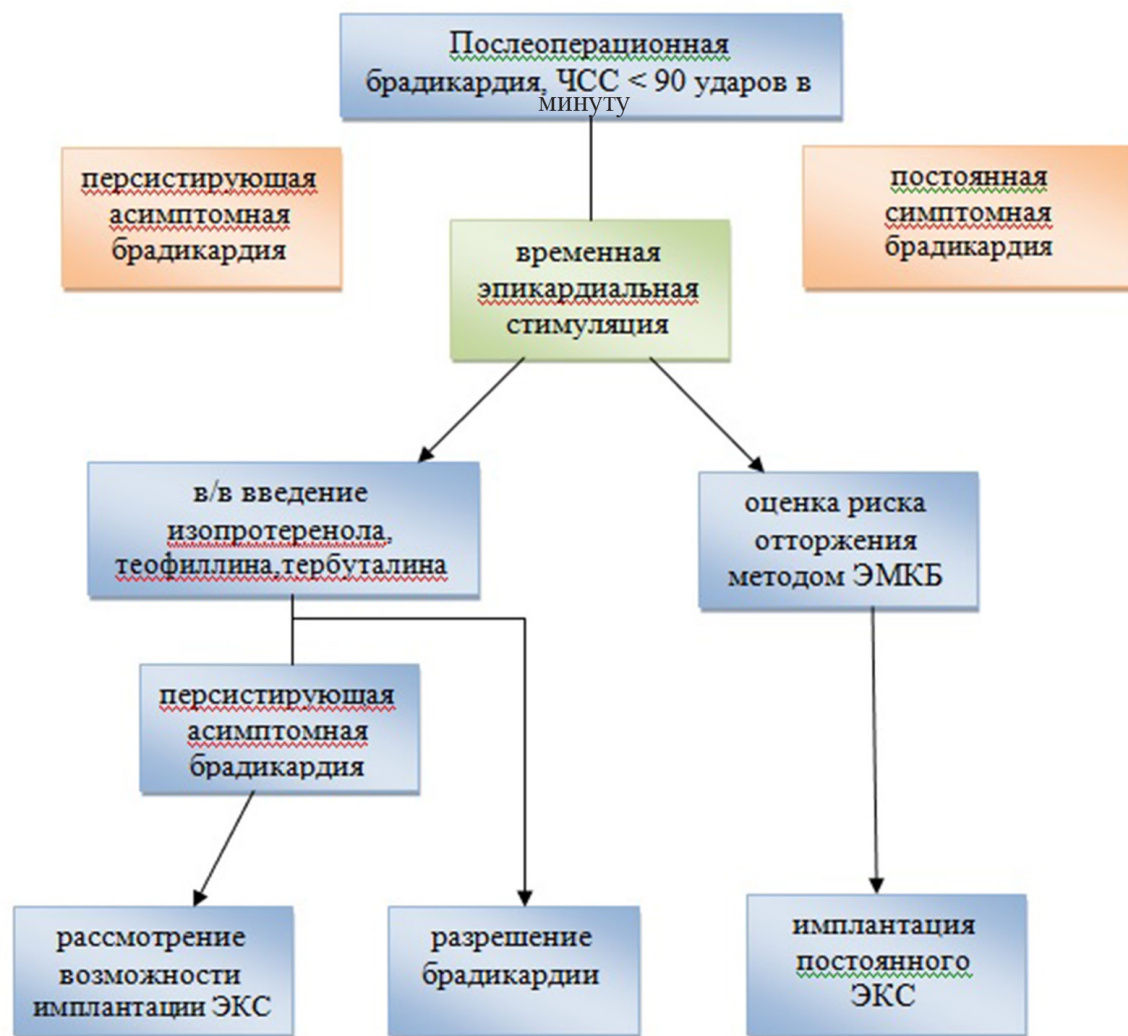 Послеоперационная
брадикардия, ЧСС < 90 ударов в
минуту
персистирующая
асимптомная
брадикардия
постоянная
симптомная
брадикардия
временная
эпикардиальная
стимуляция
в/в введение
изопротеренола,
теофиллина,тербуталина
оценка риска
отторжения
методом ЭМКБ
персистирующая
асимптомная
брадикардия
рассмотрение
возможности
имплантации ЭКС
разрешение
брадикардии
имплантация
постоянного
ЭКС